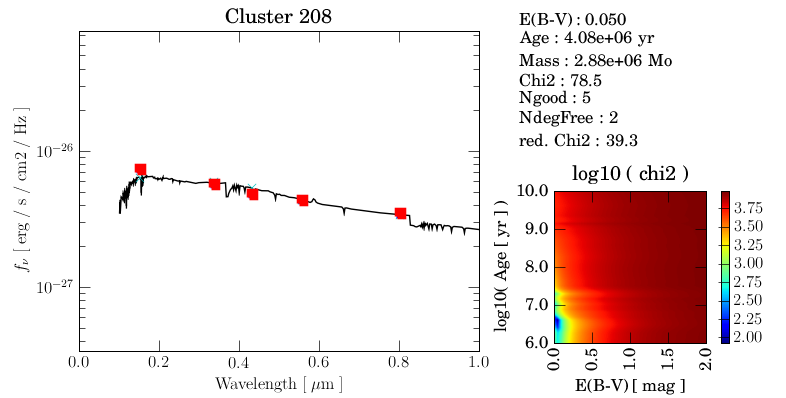 Cluster 208
f_ν [ erg / s / cm2 / Hz ]
10^−26
10^−27
0.0 0.2 0.4 0.6 0.8 1.0
Wavelength [ μm ]
E(B-V) : 0.050
Age : 4.08e+06 yr
Mass : 2.88e+06 Mo
Chi2 : 78.5
Ngood : 5
NdegFree : 2
red. Chi2 : 39.3
log10 ( chi2 )
log10( Age [ yr ] )
10.0
9.0
8.0
7.0
6.0
0.0 0.5 1.0 1.5 2.0
E(B-V) [ mag ]
3.75
3.50
3.25
3.00
2.75
2.50
2.25
2.00